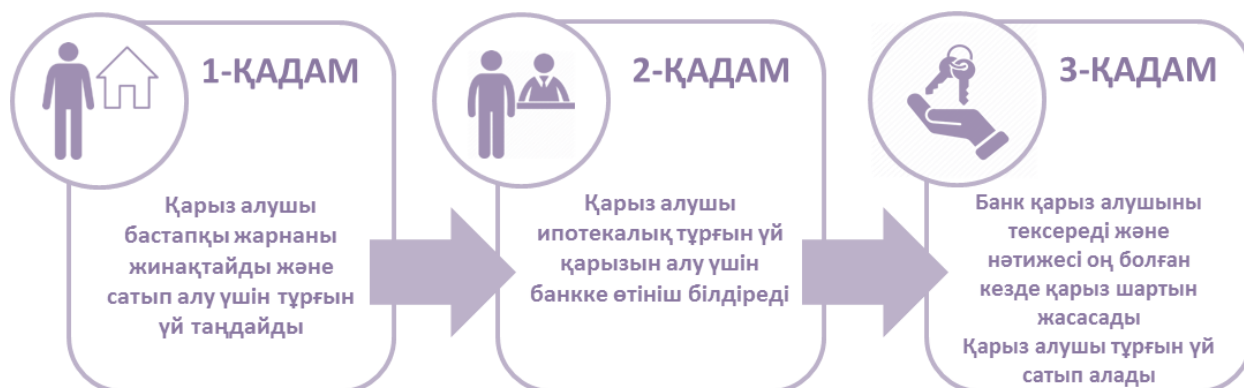 1-ҚАДАМ
Қарыз алушы
бастапқы жарнаны
жинақтайды және
сатып алу үшін тұрғын
үй таңдайды
2-ҚАДАМ
Қарыз алушы
ипотекалық тұрғын үй
қарызын алу үшін
банкке өтініш білдіреді
3-ҚАДАМ
Банк қарыз алушыны
тексереді және
нәтижесі оң болған
кезде қарыз шартын
жасасады
Қарыз алушы тұрғын үй
сатып алады